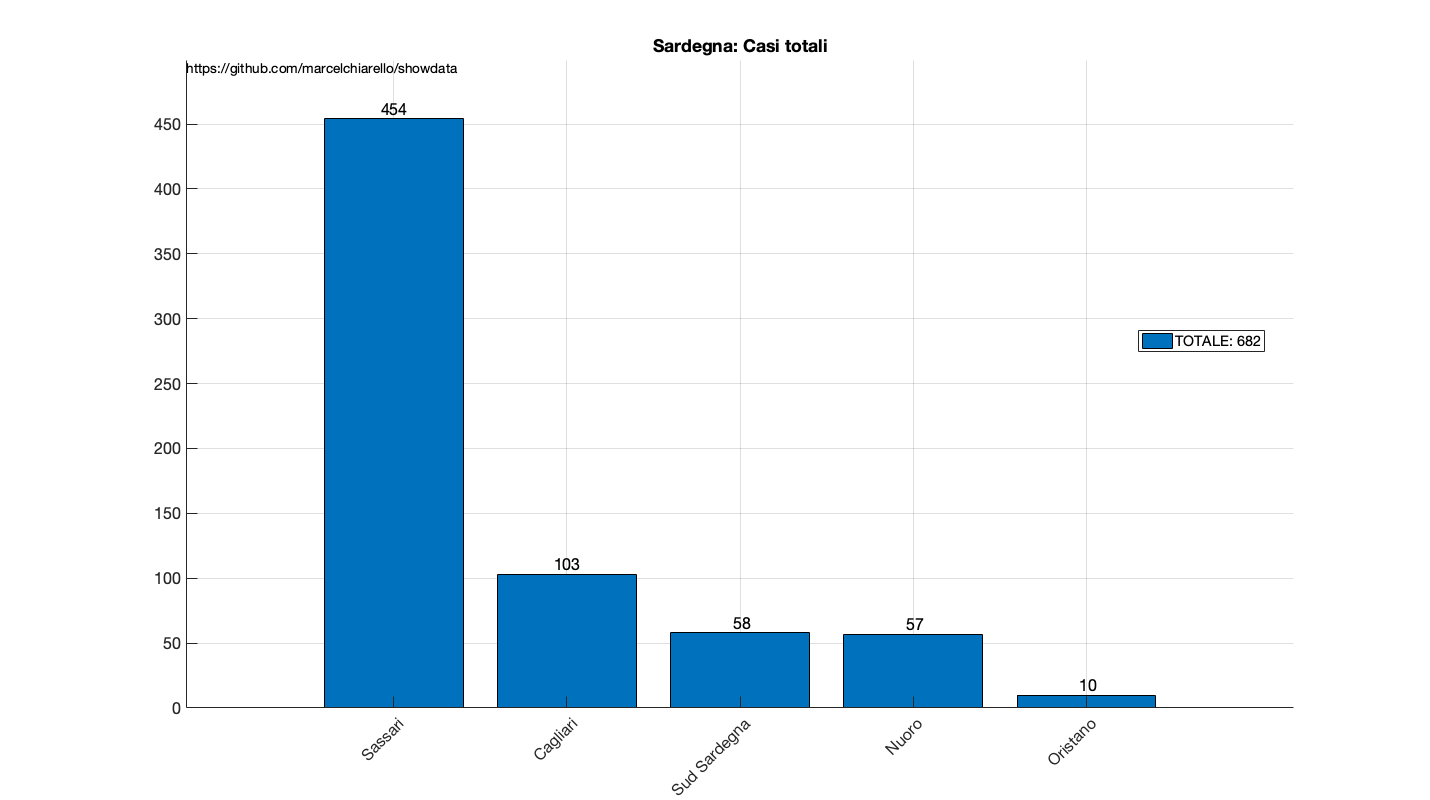 Sardegna: Casi totali
https://github.com/marcelchiarello/showdata
454
450
400
350
300
TOTALE: 682
250
200
150
103
100
58
57
50
10
0
Sassari
Cagliari
Sud Sardegna
Nuoro
Oristano